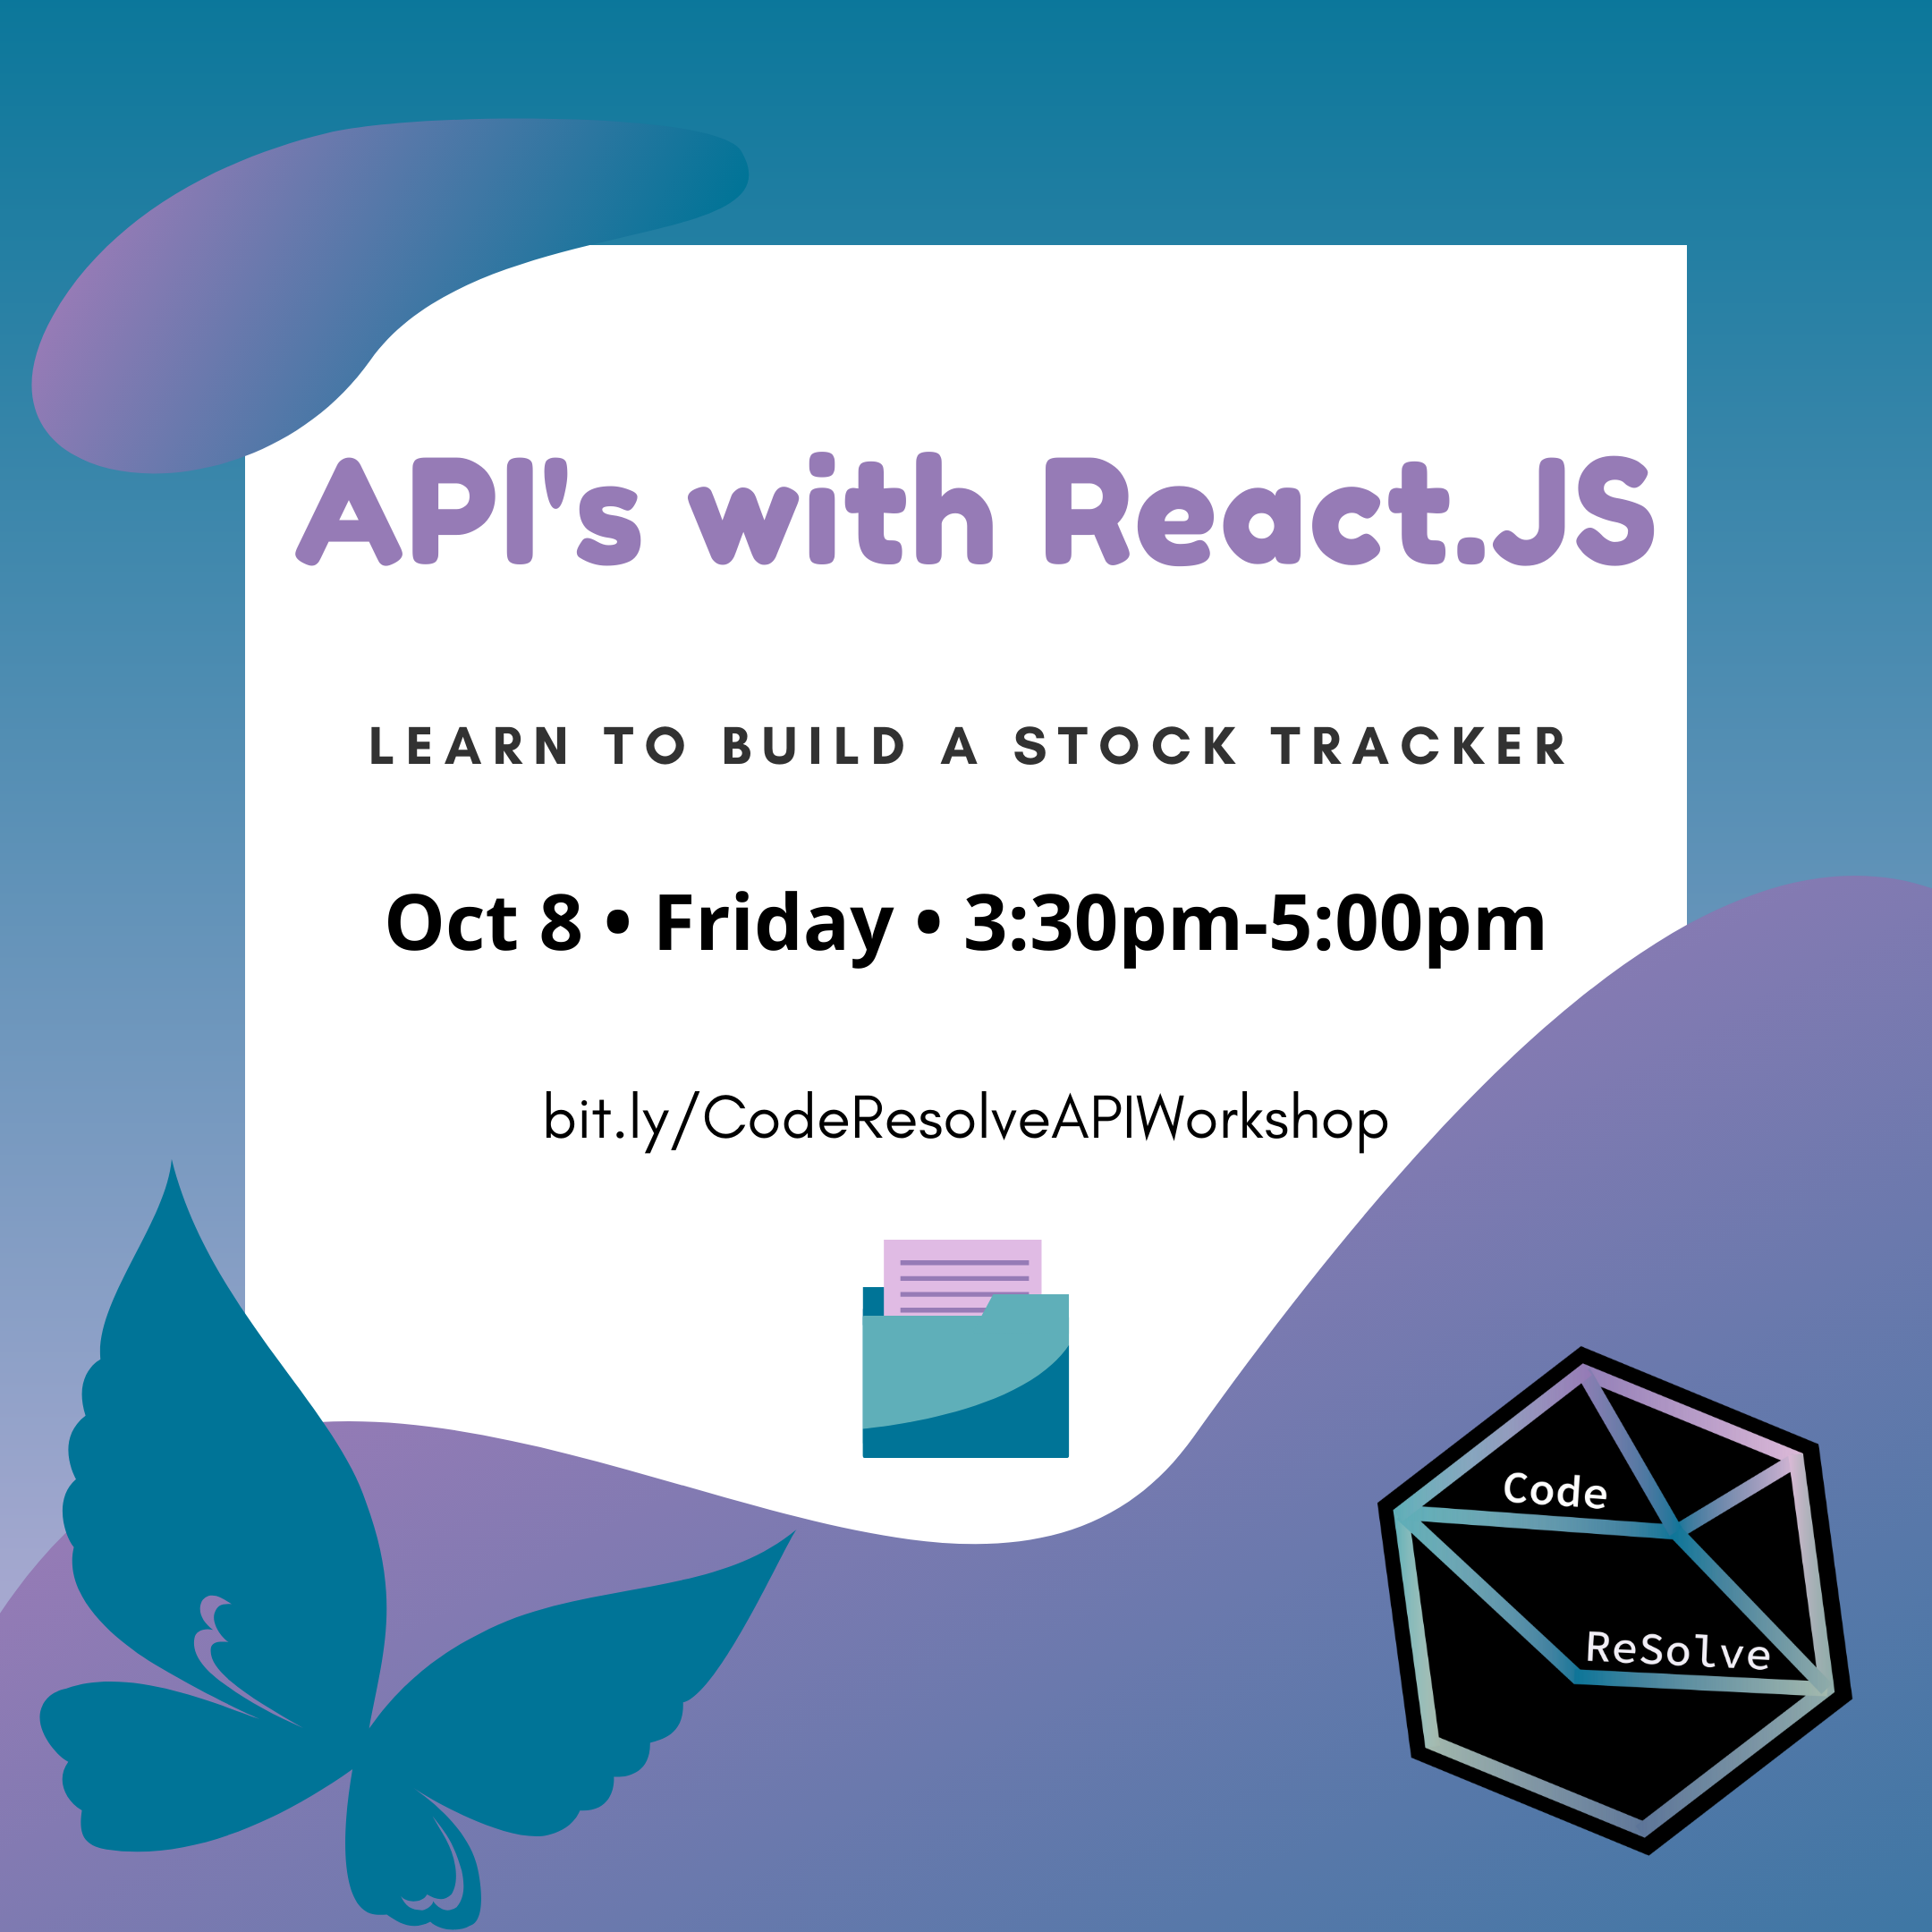 API's with React.JS
LEARN TO BUILD A STOCK TRACKER
Oct 8 • Friday • 3:30pm-5:00pm
bit.ly/CodeResolveAPIWorkshop
Code
ReSolve